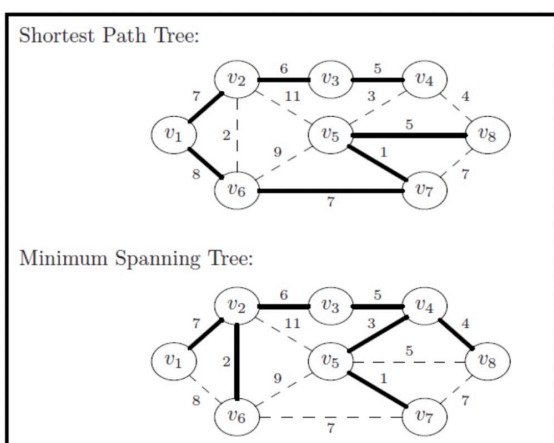 Shortest Path Tree:
v2 6 v3 5 v4
7 11 3 4
v1 2 v5 5 v8
8 9 1 7
v6 7 v7
Minimum Spanning Tree:
v2 6 v3 5 v4
7 11 3 4
v1 2 v5 5 v8
8 9 1 7
v6 7 v7